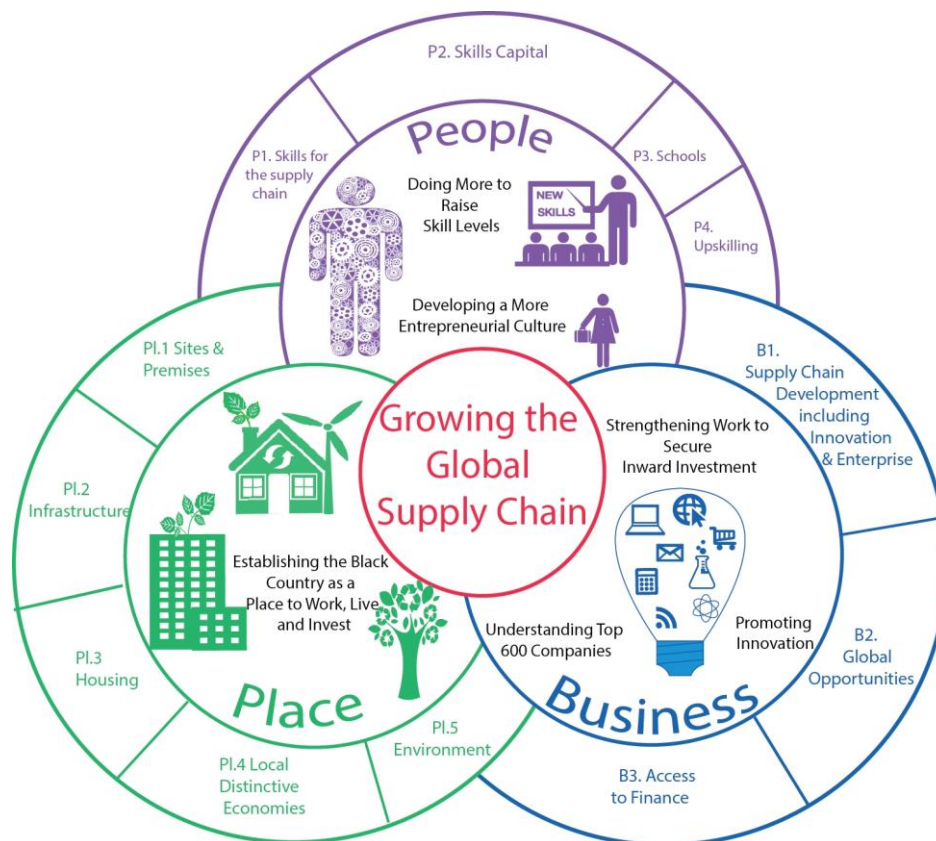 P2. Skills Capital
People
P1. Skills for
the supply
chain
P3. Schools
P4.
Upskilling
Doing More to
Raise
Skill Levels
NEW
SKILLS
Developing a More
Entrepreneurial Culture
Growing the
Global
Supply Chain
Pl.1 Sites &
Premises
Pl.2
Infrastructure
Pl.3
Housing
Pl.4 Local
Distinctive
Economies
Pl.5
Environment
Establishing the Black
Country as a
Place to Work, Live
and Invest
Place
B1.
Supply Chain
Development
including
Innovation
& Enterprise
B2.
Global
Opportunities
B3. Access
to Finance
Strengthening Work to
Secure
Inward Investment
Understanding Top
600 Companies
Promoting
Innovation
Business